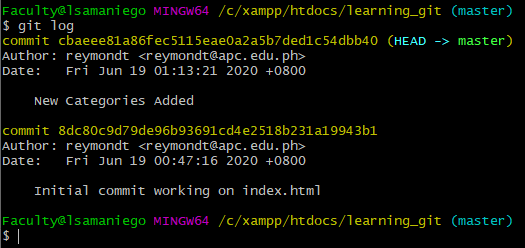 Faculty@lsamaniego MINGW64 /c/xampp/htdocs/learning_git (master)
$ git log
commit cbaeee81a86fec5115eae0a2a5b7ded1c54dbb40 (HEAD -> master)
Author: reymondt <reymondt@apc.edu.ph>
Date:   Fri Jun 19 01:13:21 2020 +0800
    New Categories Added
commit 8dc80c9d79de96b93691cd4e2518b231a19943b1
Author: reymondt <reymondt@apc.edu.ph>
Date:   Fri Jun 19 00:47:16 2020 +0800
    Initial commit working on index.html
Faculty@lsamaniego MINGW64 /c/xampp/htdocs/learning_git (master)
$